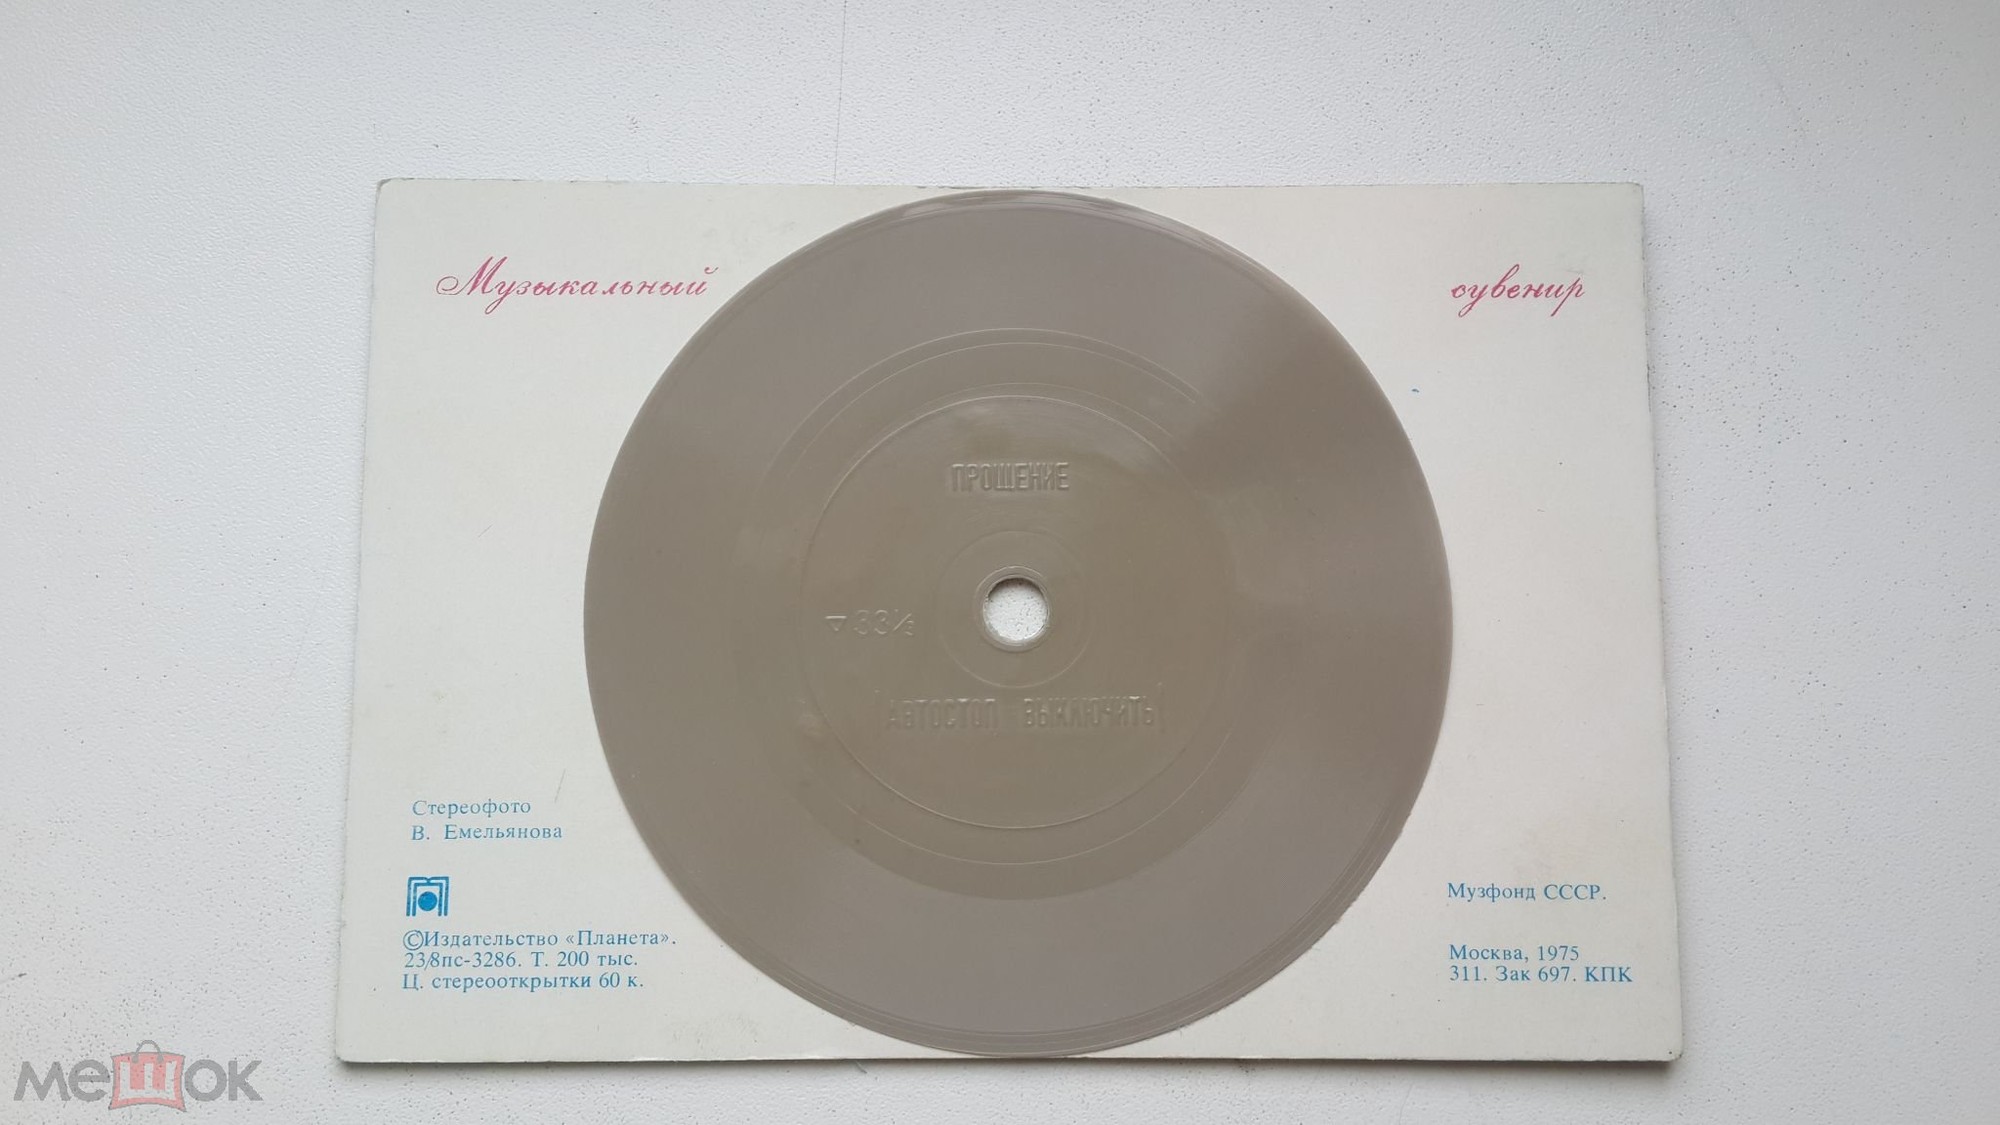 Музыкальный сувенир
ПРОЩЕНИЕ
▽ 33⅓
АВТОСТОП ВЫКЛЮЧИТЬ
Стереофото
В. Емельянова
©Издательство «Планета».
23/8пс-3286. Т. 200 тыс.
Ц. стереооткрытки 60 к.
Музфонд СССР.
Москва, 1975
311. Зак 697. КПК
мешок